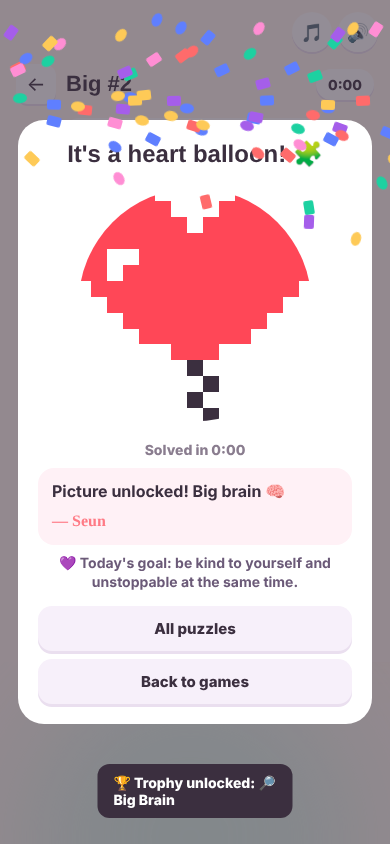 Big #2
0:00
It's a heart balloon! 🧩
Solved in 0:00
Picture unlocked! Big brain 🧠
— Seun
💜 Today's goal: be kind to yourself and
unstoppable at the same time.
All puzzles
Back to games
🏆 Trophy unlocked: 🔎
Big Brain